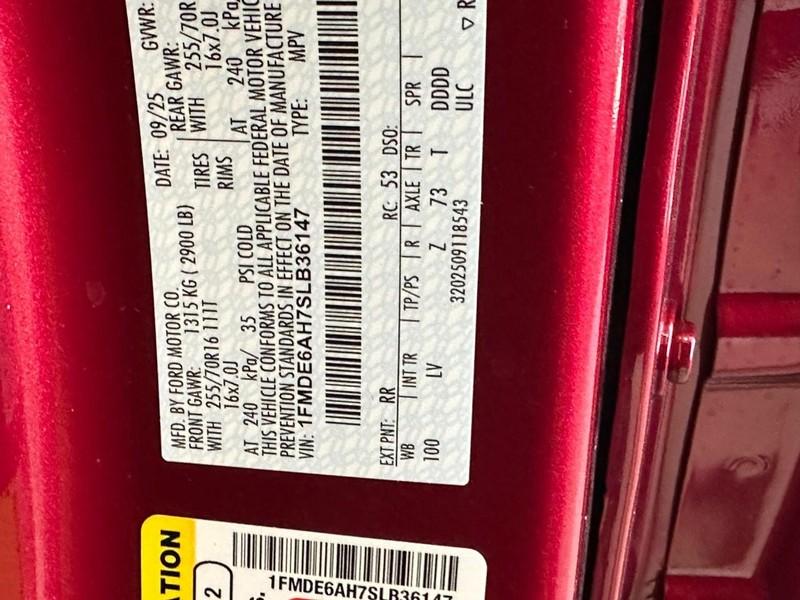 MFD. BY FORD MOTOR CO.
DATE: 09/25 GVWR:
FRONT GAWR: 1315 KG ( 2900 LB) REAR GAWR:
WITH 255/70R16 111T TIRES WITH 255/70R
16x7.0J RIMS 16x7.0J
AT 240 kPa/ 35 PSI COLD AT 240 kPa
THIS VEHICLE CONFORMS TO ALL APPLICABLE FEDERAL MOTOR VEHIC
PREVENTION STANDARDS IN EFFECT ON THE DATE OF MANUFACTURE
VIN: 1FMDE6AH7SLB36147 TYPE: MPV
EXT PNT: RR RC: 53 DSO:
WB INT TR TP/PS R AXLE TR SPR
100 LV Z 73 T DDDD
3202509118543 ULC
▽ R
ATION
2
S.
1FMDE6AH7SLB36147